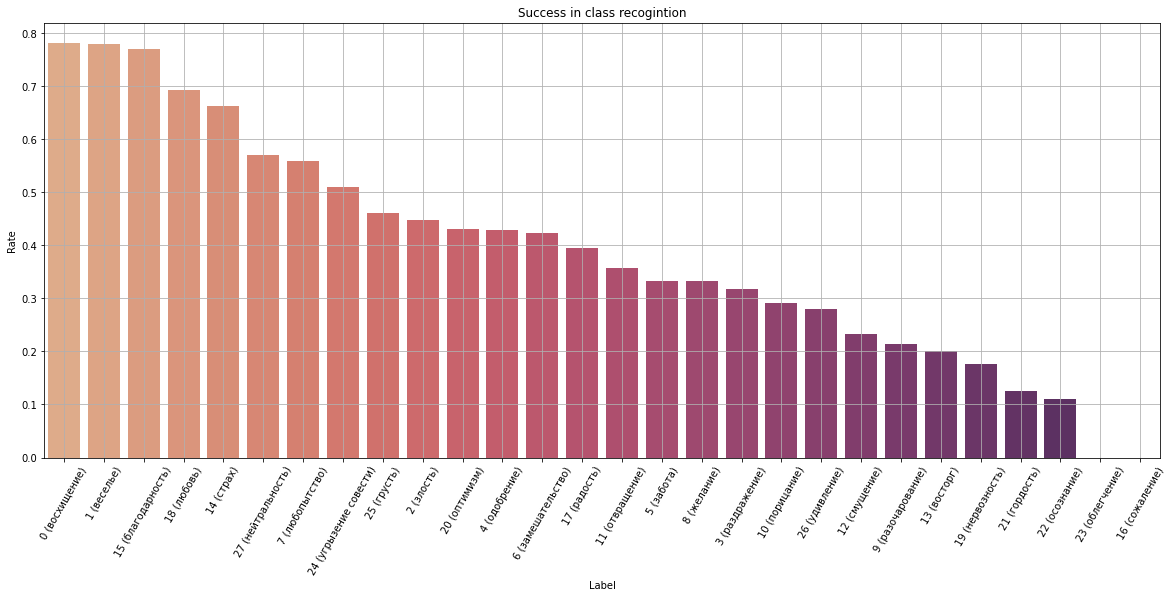 Success in class recogintion
Rate
0.8
0.7
0.6
0.5
0.4
0.3
0.2
0.1
0.0
0 (восхищение)
1 (веселье)
15 (благодарность)
18 (любовь)
14 (страх)
27 (нейтральность)
7 (любопытство)
24 (угрызение совести)
25 (грусть)
2 (злость)
20 (оптимизм)
4 (одобрение)
6 (замешательство)
17 (радость)
11 (отвращение)
5 (забота)
8 (желание)
3 (раздражение)
10 (порицание)
26 (удивление)
12 (смущение)
9 (разочарование)
13 (восторг)
19 (нервозность)
21 (гордость)
22 (осознание)
23 (облегчение)
16 (сожаление)
Label